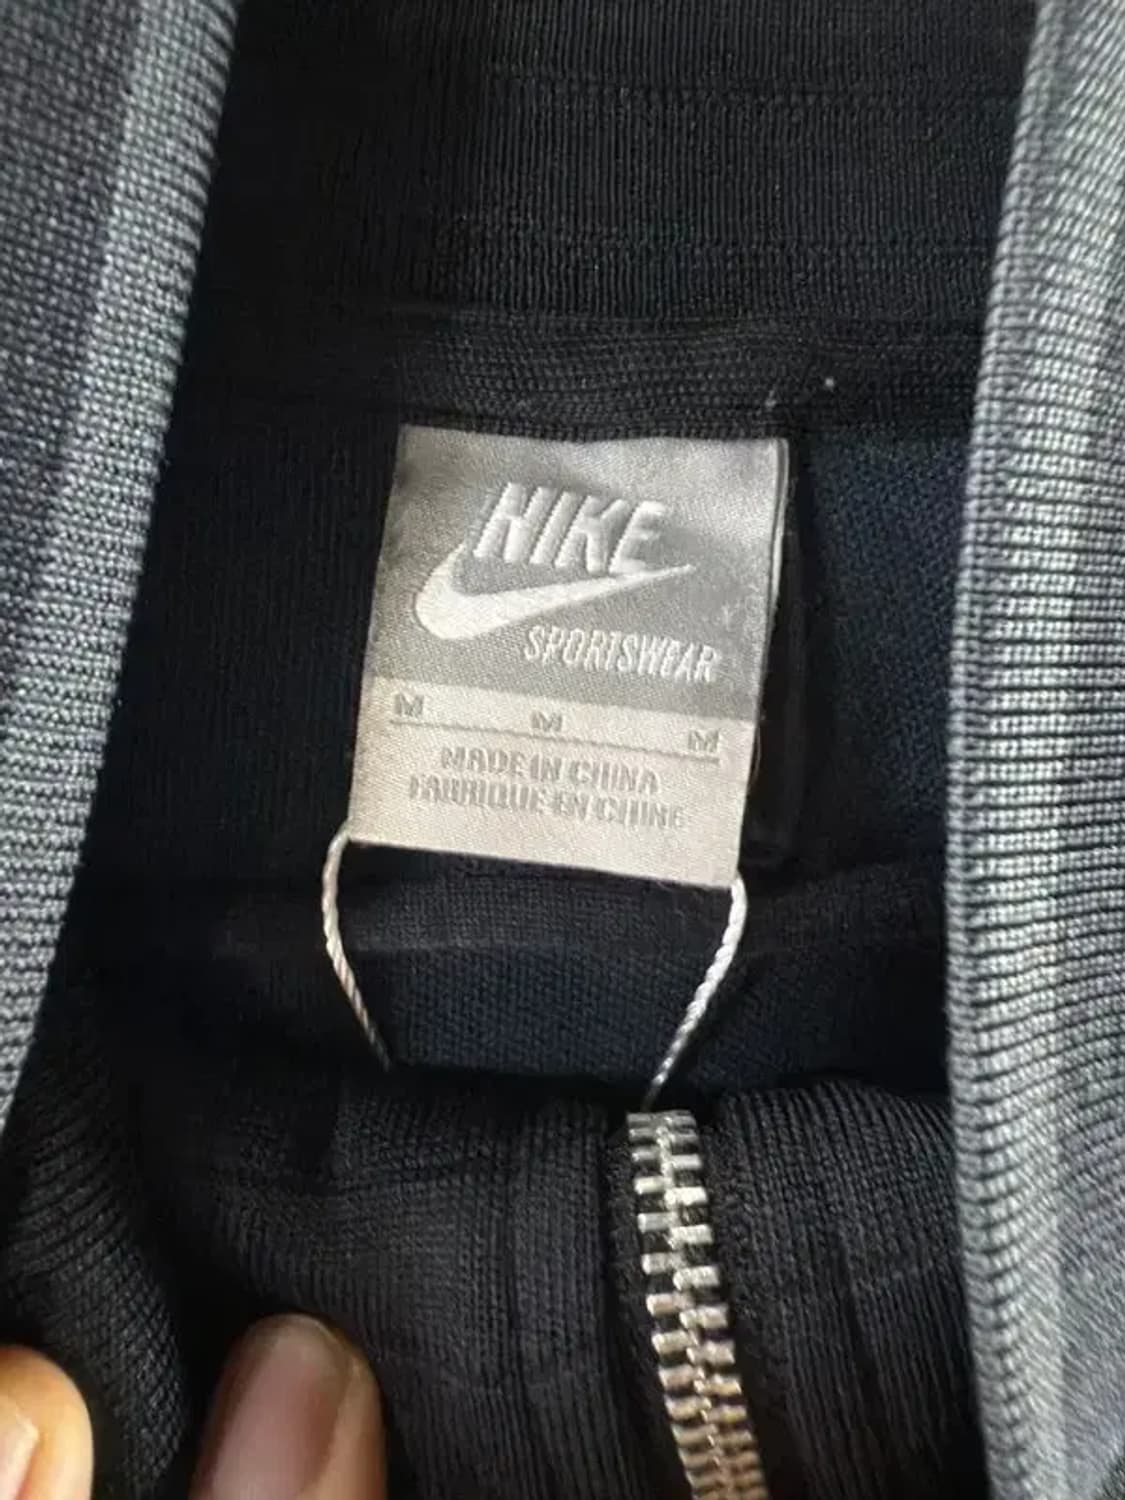 NIKE
SPORTSWEAR
M M M
MADE IN CHINA
FABRIQUE EN CHINE